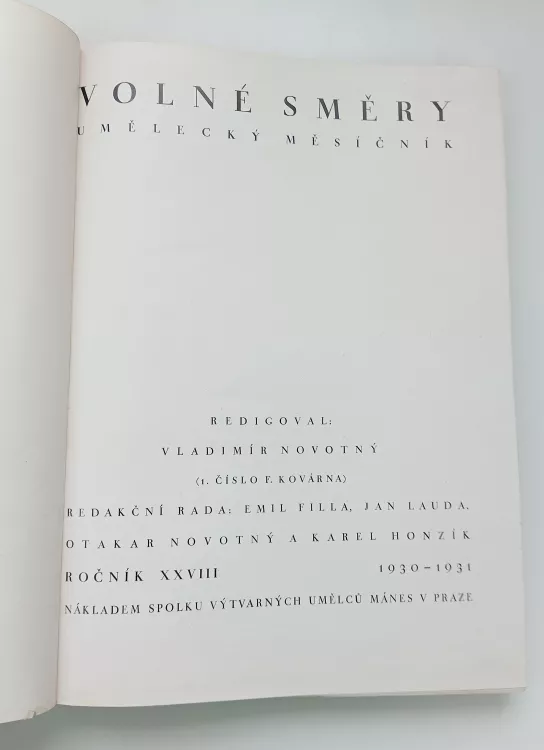 VOLNÉ SMĚRY
UMĚLECKÝ MĚSÍČNÍK
REDIGOVAL:
VLADIMÍR NOVOTNÝ
(1. ČÍSLO F. KOVÁRNA)
REDAKČNÍ RADA: EMIL FILLA, JAN LAUDA,
OTAKAR NOVOTNÝ A KAREL HONZÍK
ROČNÍK XXVIII 1930–1931
NÁKLADEM SPOLKU VÝTVARNÝCH UMĚLCŮ MÁNES V PRAZE